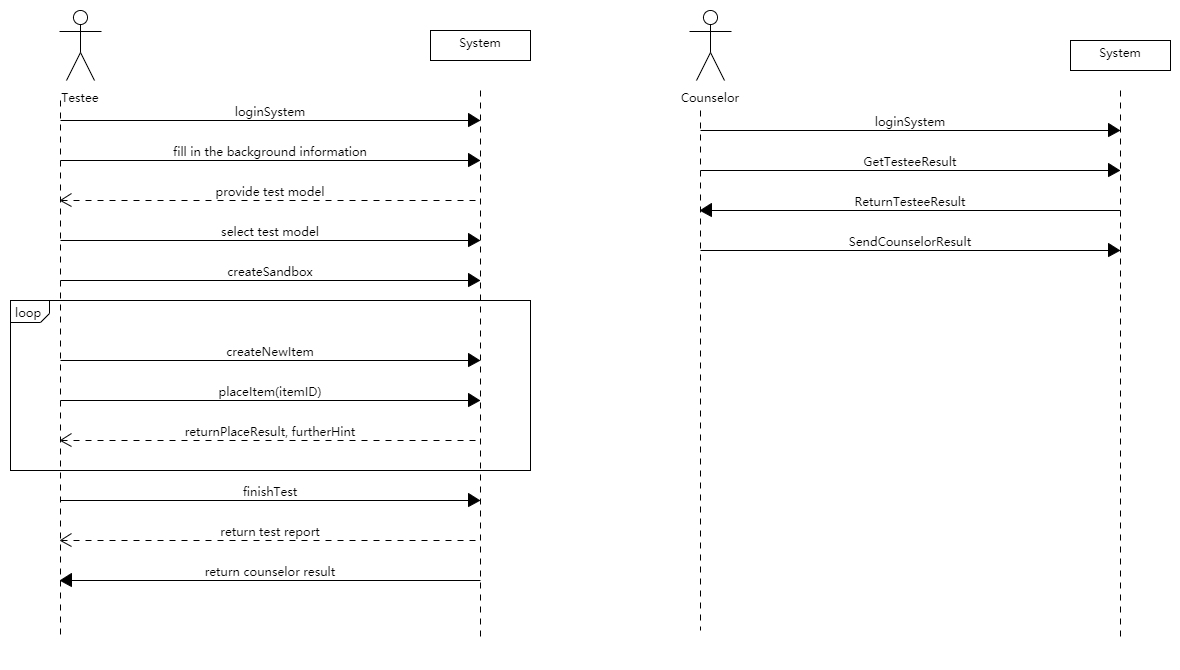 System
Testee
loginSystem
fill in the background information
provide test model
select test model
createSandbox
loop
createNewItem
placeItem(itemID)
returnPlaceResult, furtherHint
finishTest
return test report
return counselor result
System
Counselor
loginSystem
GetTesteeResult
ReturnTesteeResult
SendCounselorResult